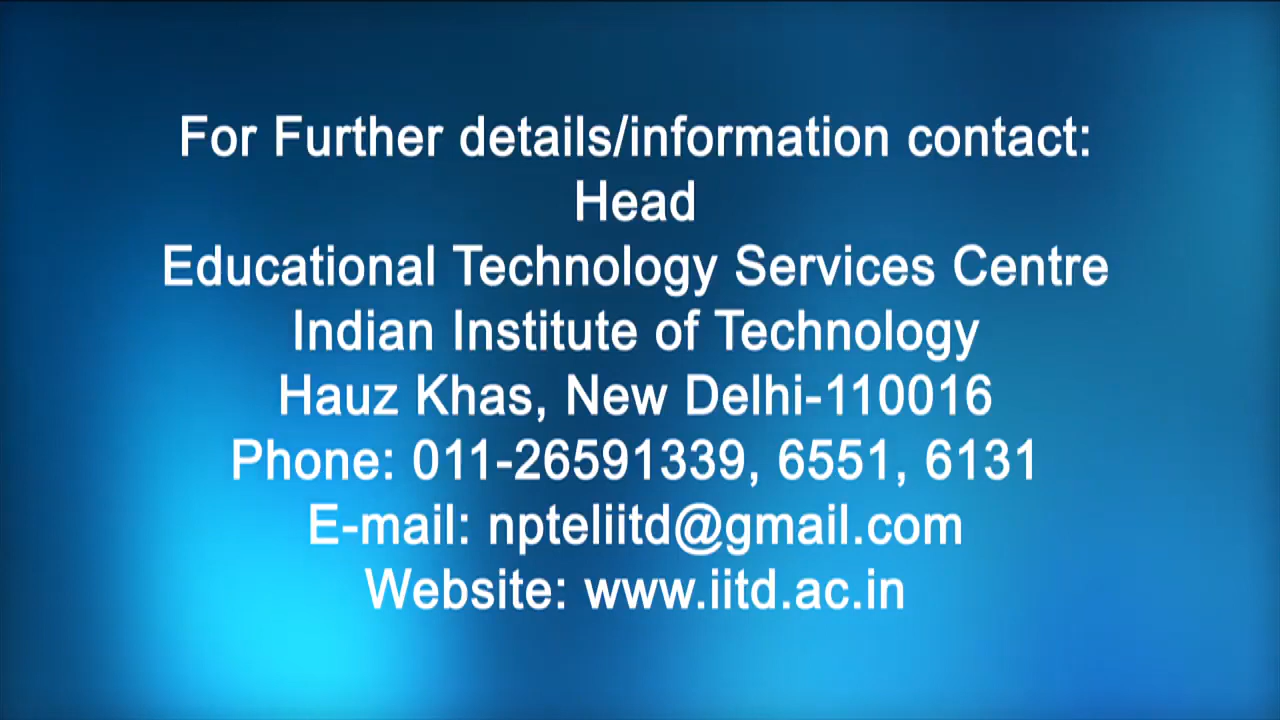 For Further details/information contact:
Head
Educational Technology Services Centre
Indian Institute of Technology
Hauz Khas, New Delhi-110016
Phone: 011-26591339, 6551, 6131
E-mail: npteliitd@gmail.com
Website: www.iitd.ac.in